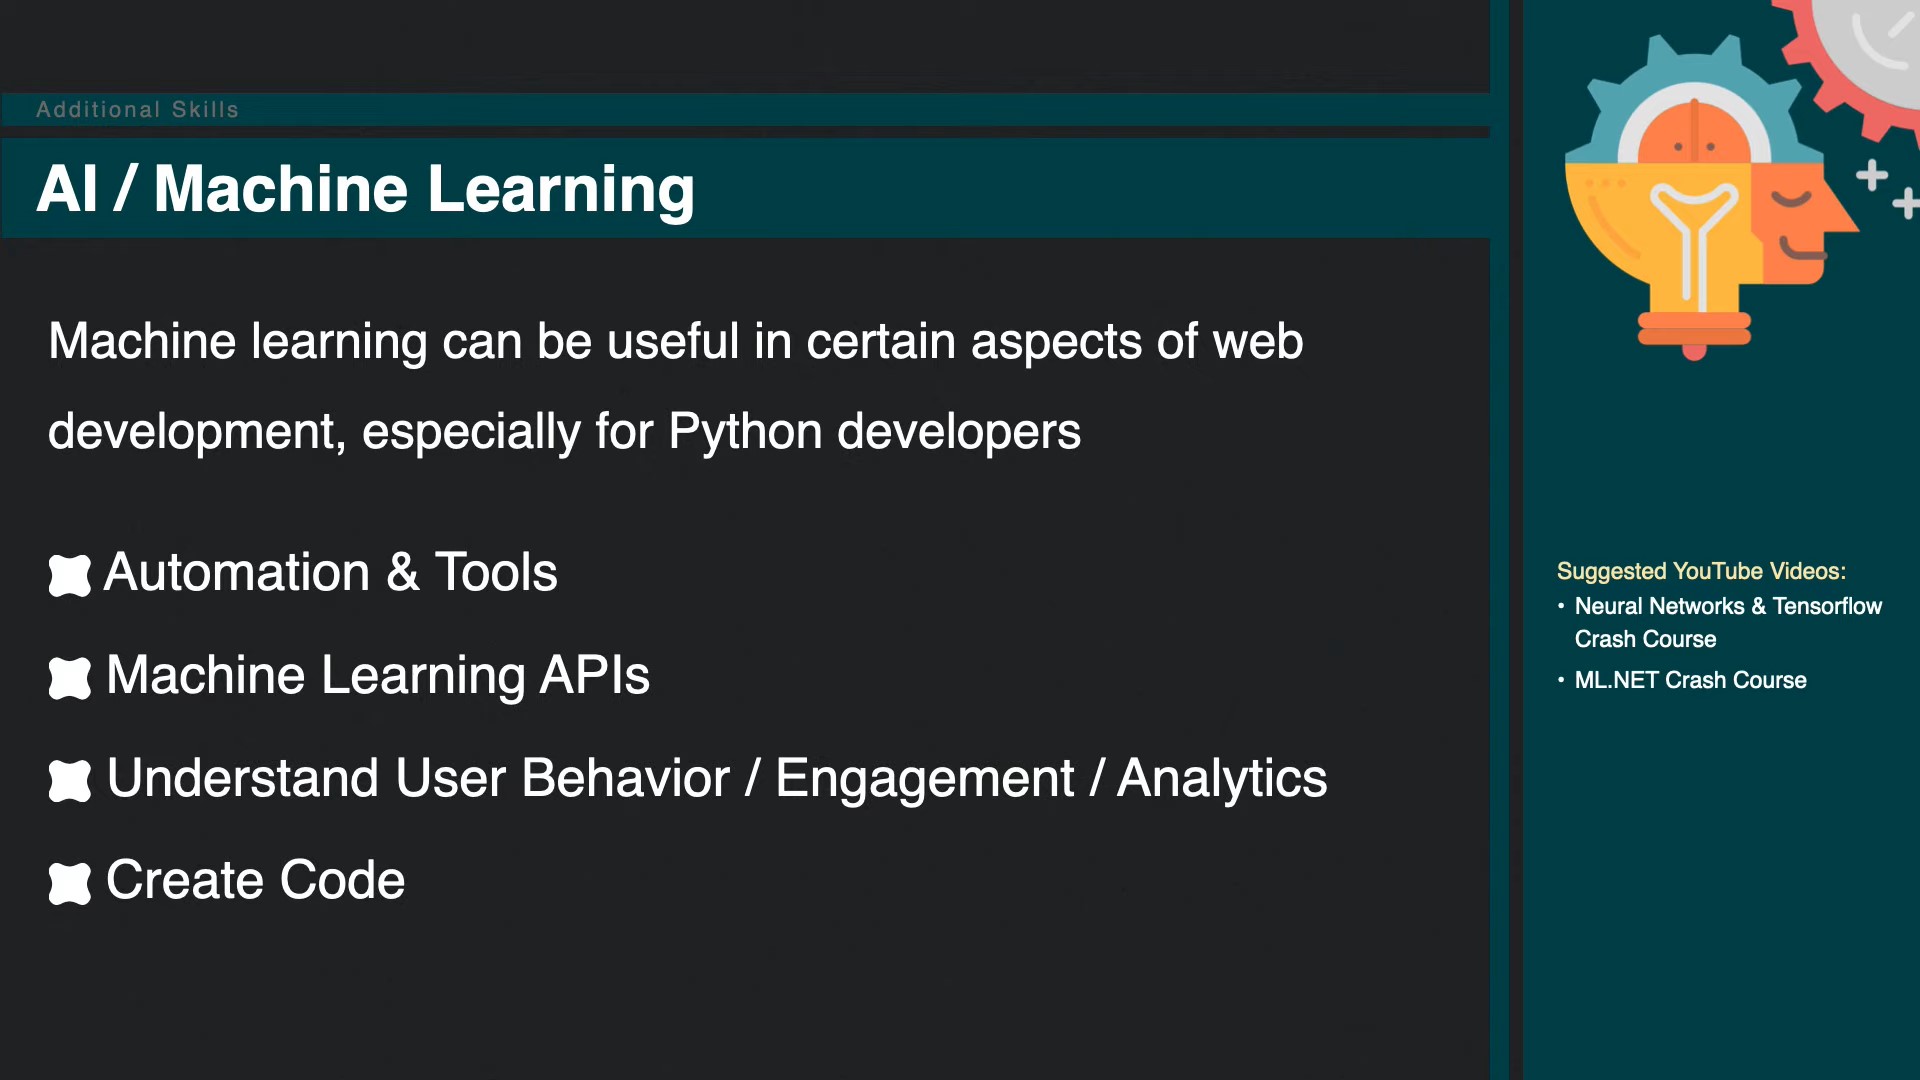 Additional Skills
AI / Machine Learning
Machine learning can be useful in certain aspects of web
development, especially for Python developers
Automation & Tools
Machine Learning APIs
Understand User Behavior / Engagement / Analytics
Create Code
Suggested YouTube Videos:
• Neural Networks & Tensorflow
Crash Course
• ML.NET Crash Course